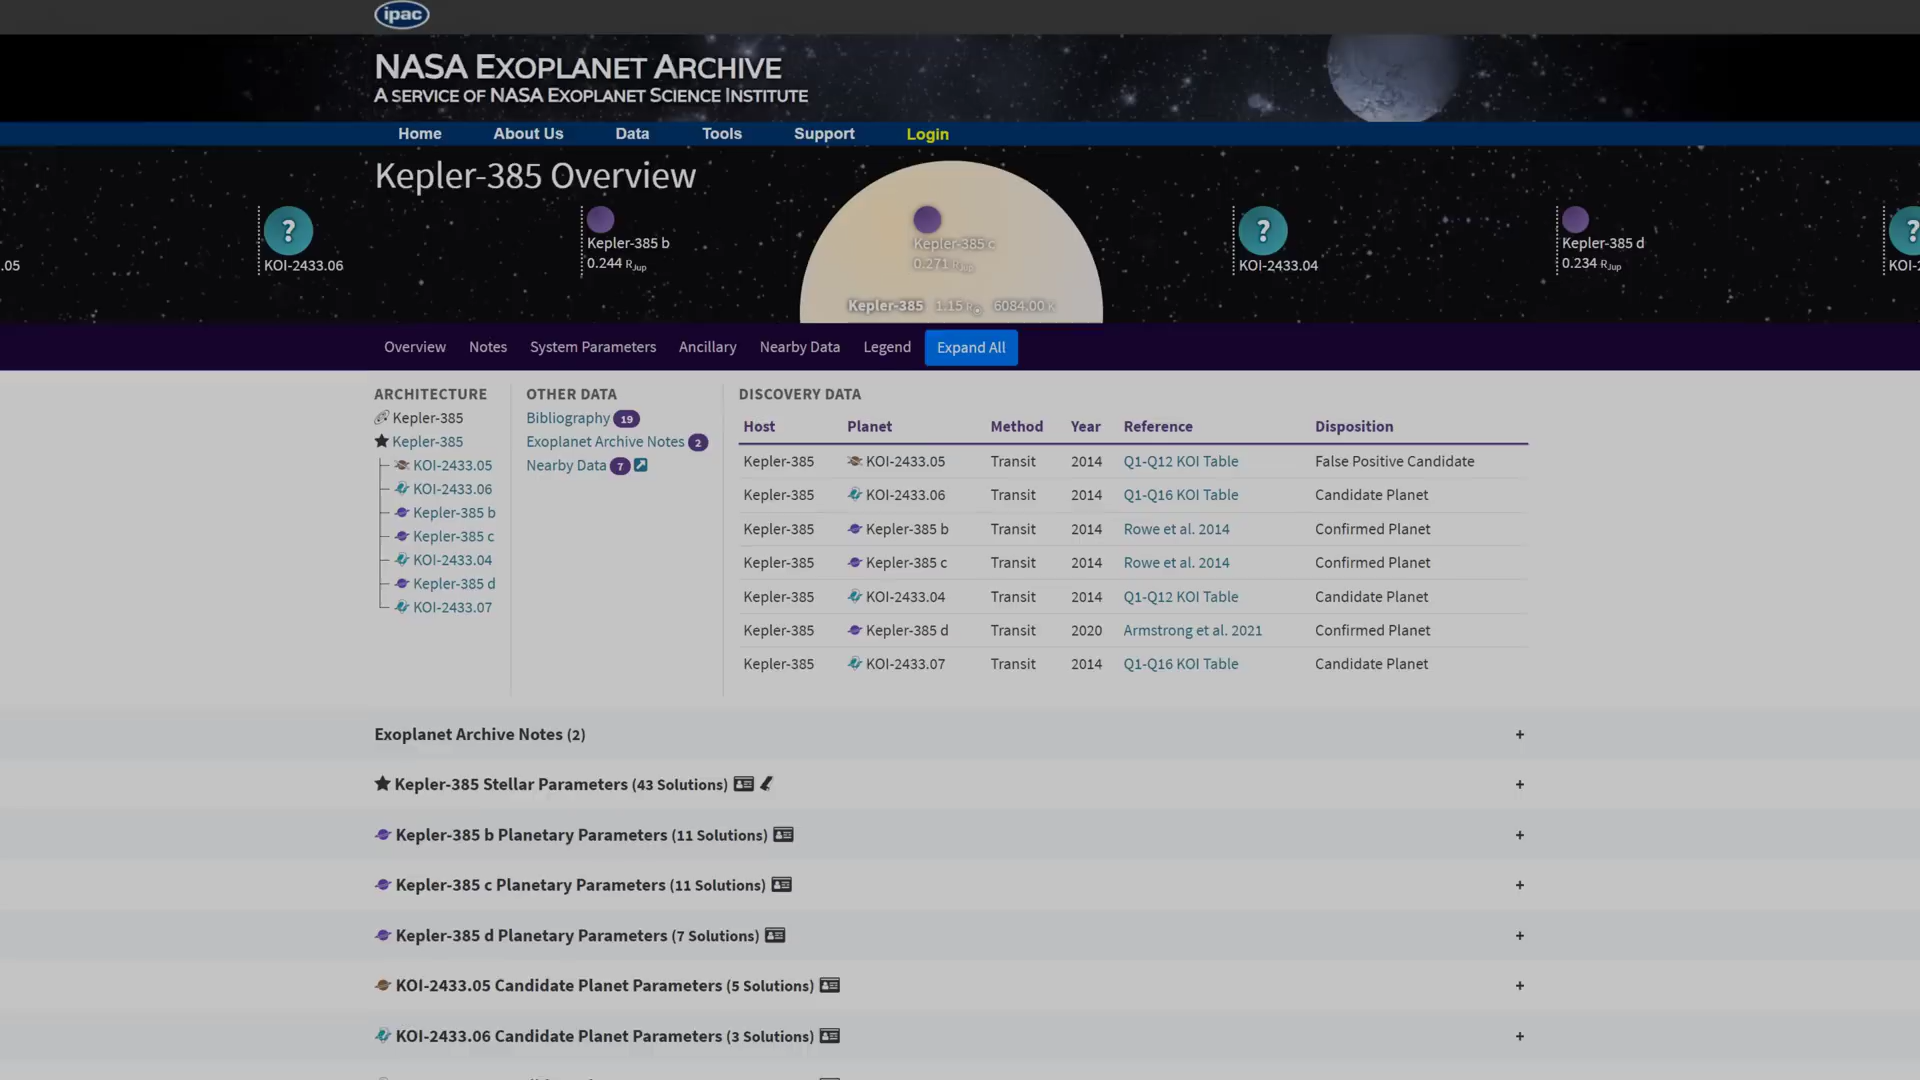 ipac
NASA EXOPLANET ARCHIVE
A SERVICE OF NASA EXOPLANET SCIENCE INSTITUTE
Home About Us Data Tools Support Login
Kepler-385 Overview
.05
? KOI-2433.06
Kepler-385 b
0.244 RJup
Kepler-385 c
0.271 RJup
Kepler-385 1.15 R 6084.00 K
? KOI-2433.04
Kepler-385 d
0.234 RJup
? KOI-2
Overview Notes System Parameters Ancillary Nearby Data Legend Expand All
ARCHITECTURE
Kepler-385
Kepler-385
KOI-2433.05
KOI-2433.06
Kepler-385 b
Kepler-385 c
KOI-2433.04
Kepler-385 d
KOI-2433.07
OTHER DATA
Bibliography 19
Exoplanet Archive Notes 2
Nearby Data 7
DISCOVERY DATA
Host Planet Method Year Reference Disposition
Kepler-385 KOI-2433.05 Transit 2014 Q1-Q12 KOI Table False Positive Candidate
Kepler-385 KOI-2433.06 Transit 2014 Q1-Q16 KOI Table Candidate Planet
Kepler-385 Kepler-385 b Transit 2014 Rowe et al. 2014 Confirmed Planet
Kepler-385 Kepler-385 c Transit 2014 Rowe et al. 2014 Confirmed Planet
Kepler-385 KOI-2433.04 Transit 2014 Q1-Q12 KOI Table Candidate Planet
Kepler-385 Kepler-385 d Transit 2020 Armstrong et al. 2021 Confirmed Planet
Kepler-385 KOI-2433.07 Transit 2014 Q1-Q16 KOI Table Candidate Planet
Exoplanet Archive Notes (2) +
Kepler-385 Stellar Parameters (43 Solutions) +
Kepler-385 b Planetary Parameters (11 Solutions) +
Kepler-385 c Planetary Parameters (11 Solutions) +
Kepler-385 d Planetary Parameters (7 Solutions) +
KOI-2433.05 Candidate Planet Parameters (5 Solutions) +
KOI-2433.06 Candidate Planet Parameters (3 Solutions) +